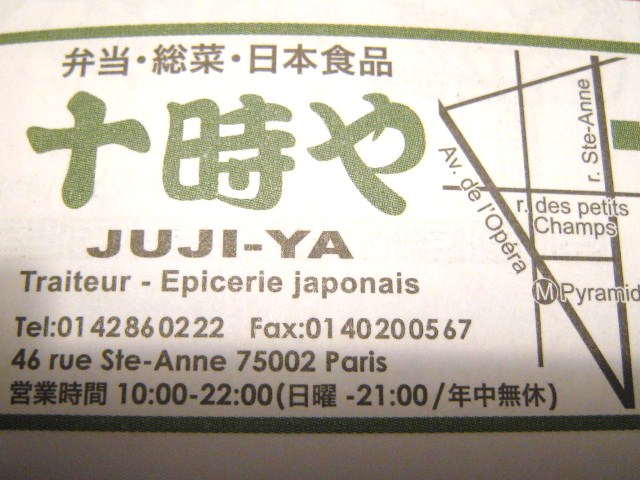 弁当・総菜・日本食品
十時や
JUJI-YA
Traiteur - Epicerie japonais
Tel:0142860222 Fax:0140200567
46 rue Ste-Anne 75002 Paris
営業時間 10:00-22:00(日曜 -21:00/年中無休)
r. Ste-Anne
Av. de l'Opéra
r. des petits
Champs
M Pyramid